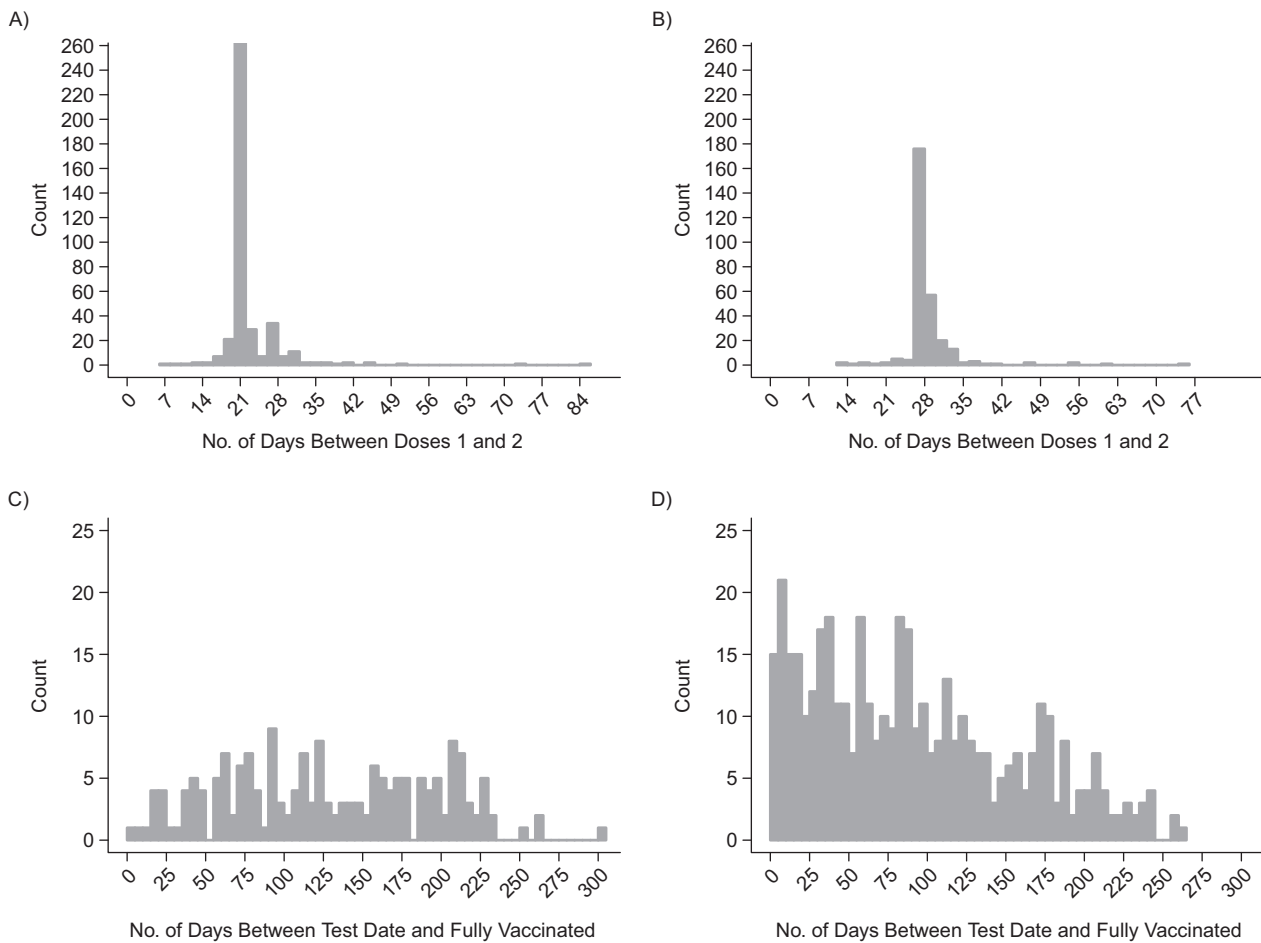 A)
260
240
220
200
180
160
140
120
100
80
60
40
20
0
Count
0 7 14 21 28 35 42 49 56 63 70 77 84
No. of Days Between Doses 1 and 2
B)
260
240
220
200
180
160
140
120
100
80
60
40
20
0
Count
0 7 14 21 28 35 42 49 56 63 70 77
No. of Days Between Doses 1 and 2
C)
25
20
15
10
5
0
Count
0 25 50 75 100 125 150 175 200 225 250 275 300
No. of Days Between Test Date and Fully Vaccinated
D)
25
20
15
10
5
0
Count
0 25 50 75 100 125 150 175 200 225 250 275 300
No. of Days Between Test Date and Fully Vaccinated